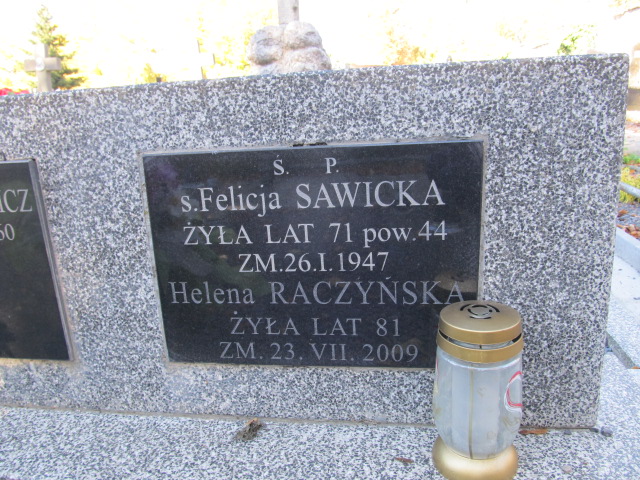 Ś. P.
s.Felicja SAWICKA
ŻYŁA LAT 71 pow.44
ZM.26.I.1947
Helena RACZYŃSKA
ŻYŁA LAT 81
ZM. 23. VII. 2009